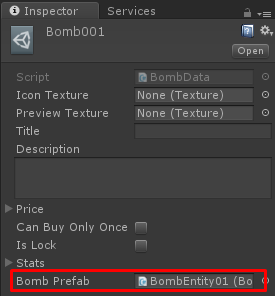 Inspector
Services
Bomb001
Open
Script
BombData
Icon Texture
None (Texture)
Preview Texture
None (Texture)
Title
Description
Price
Can Buy Only Once
Is Lock
Stats
Bomb Prefab
BombEntity01 (Bo